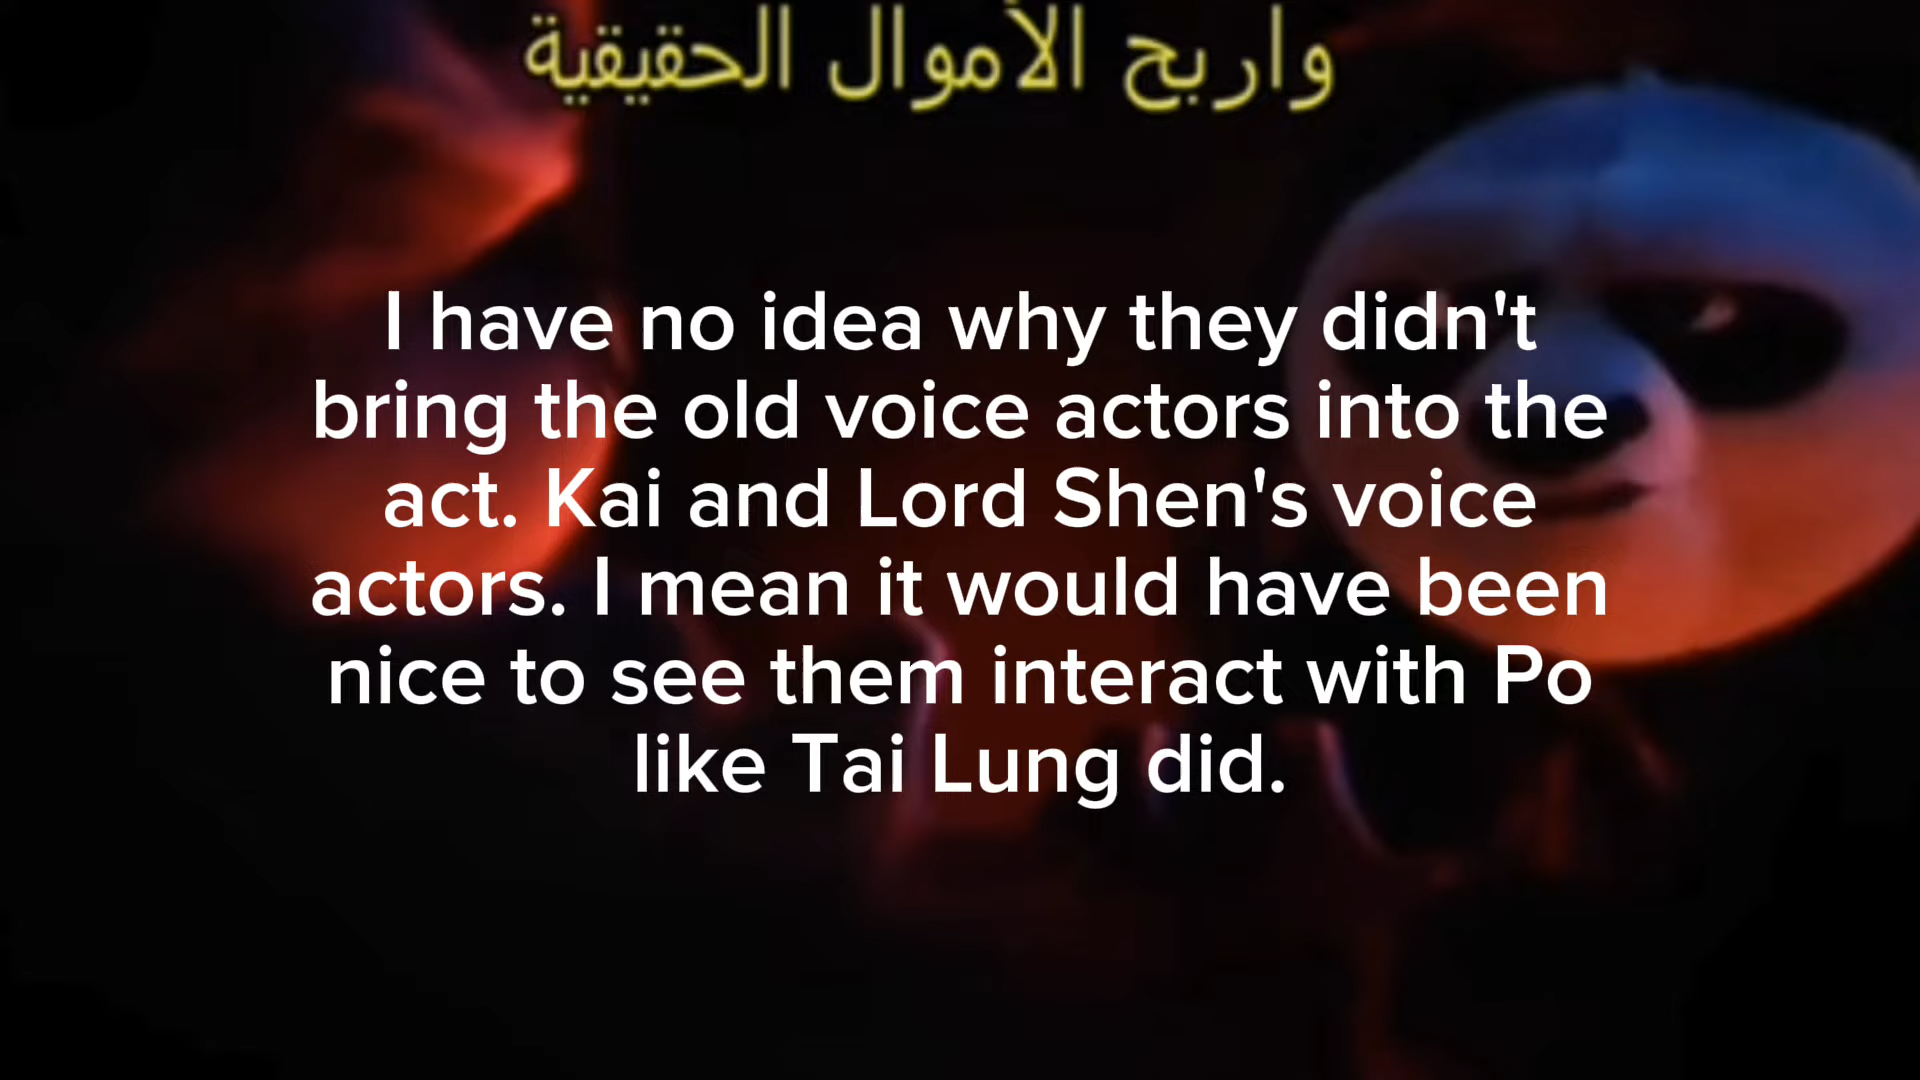 واربح الأموال الحقيقية
I have no idea why they didn't
bring the old voice actors into the
act. Kai and Lord Shen's voice
actors. I mean it would have been
nice to see them interact with Po
like Tai Lung did.